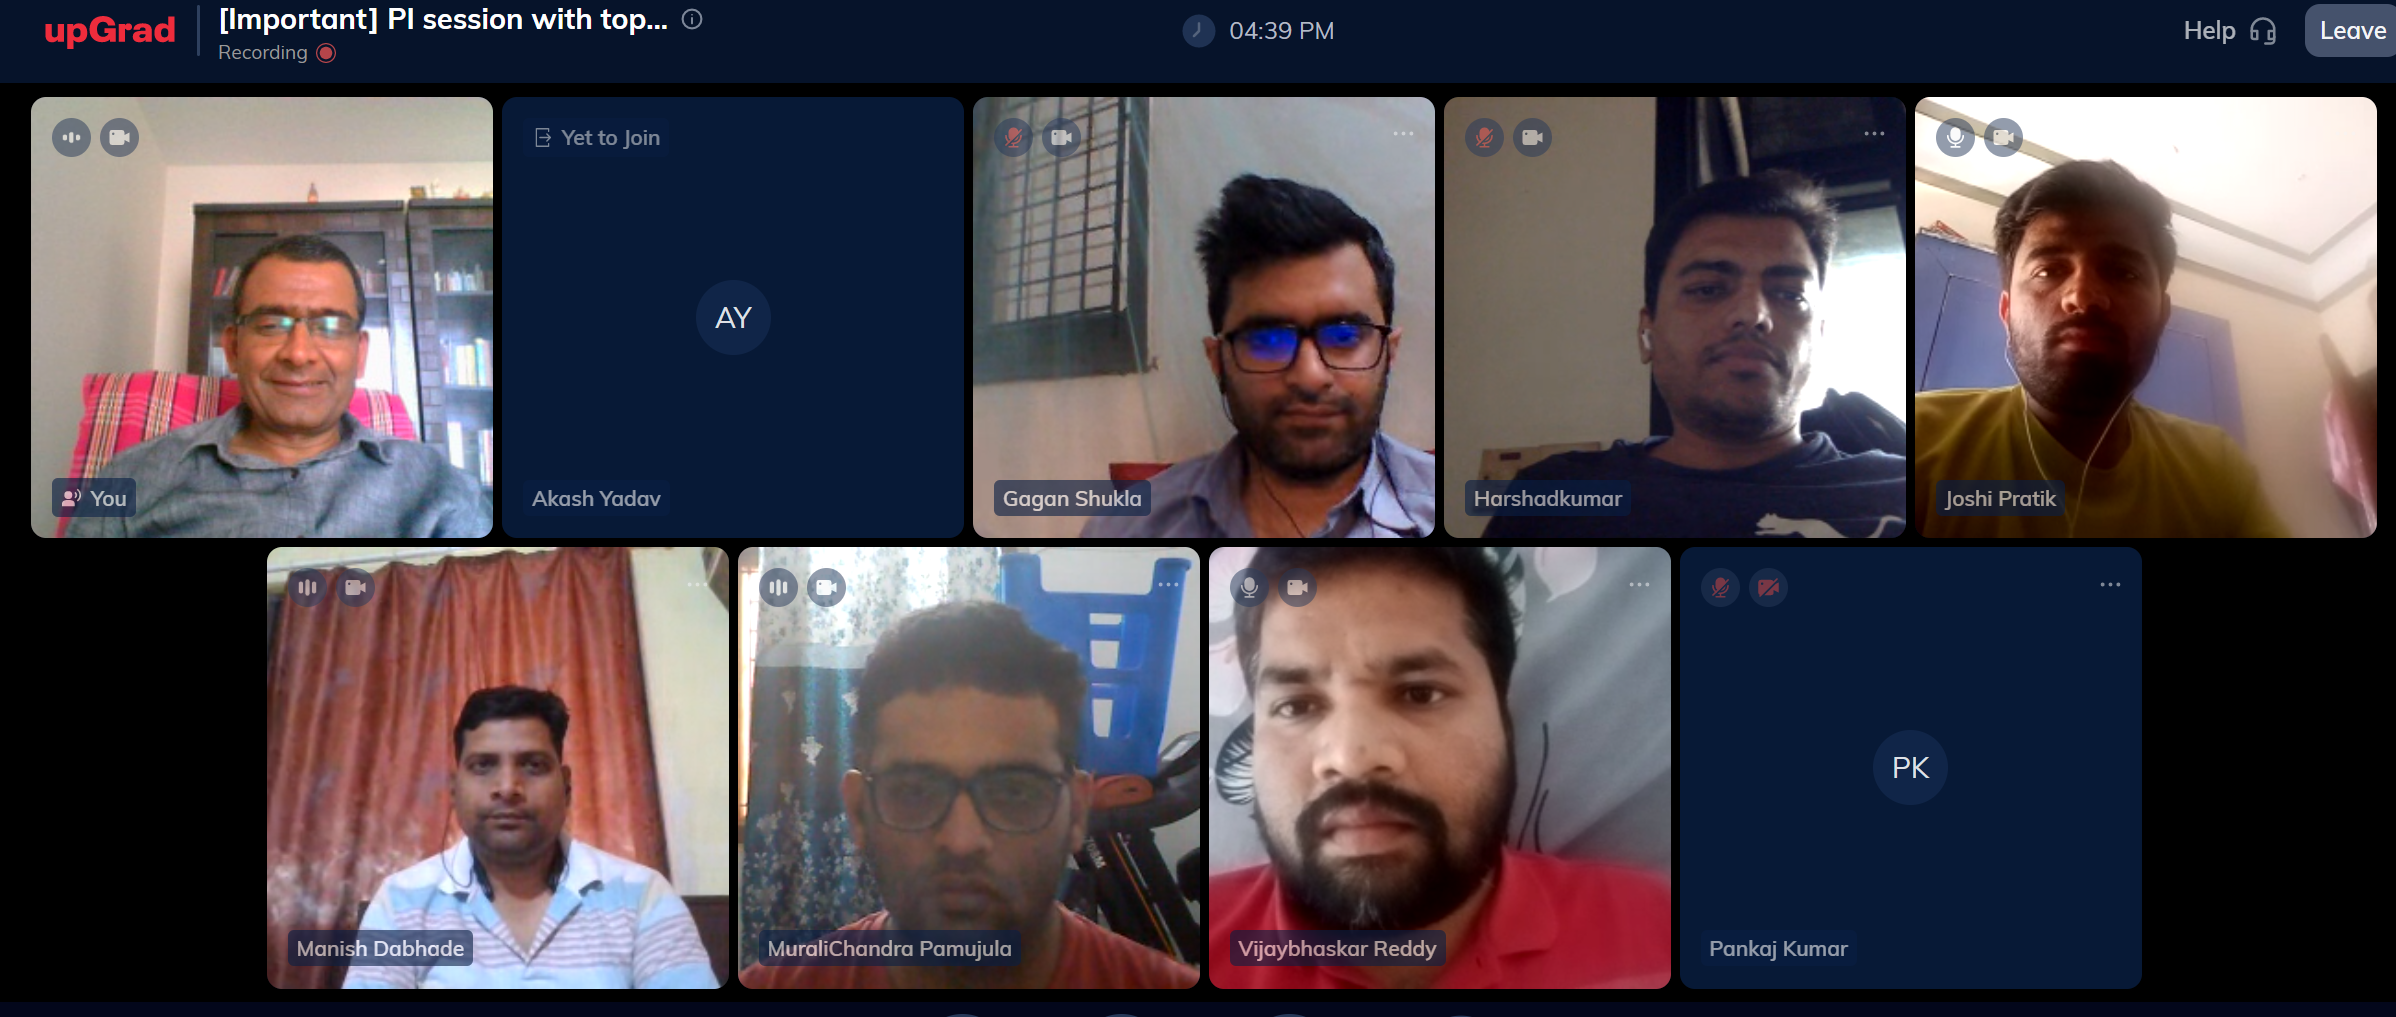 upGrad
[Important] PI session with top...
Recording
04:39 PM
Help
Leave
You
Yet to Join
AY
Akash Yadav
Gagan Shukla
Harshadkumar
Joshi Pratik
Manish Dabhade
MuraliChandra Pamujula
Vijaybhaskar Reddy
PK
Pankaj Kumar